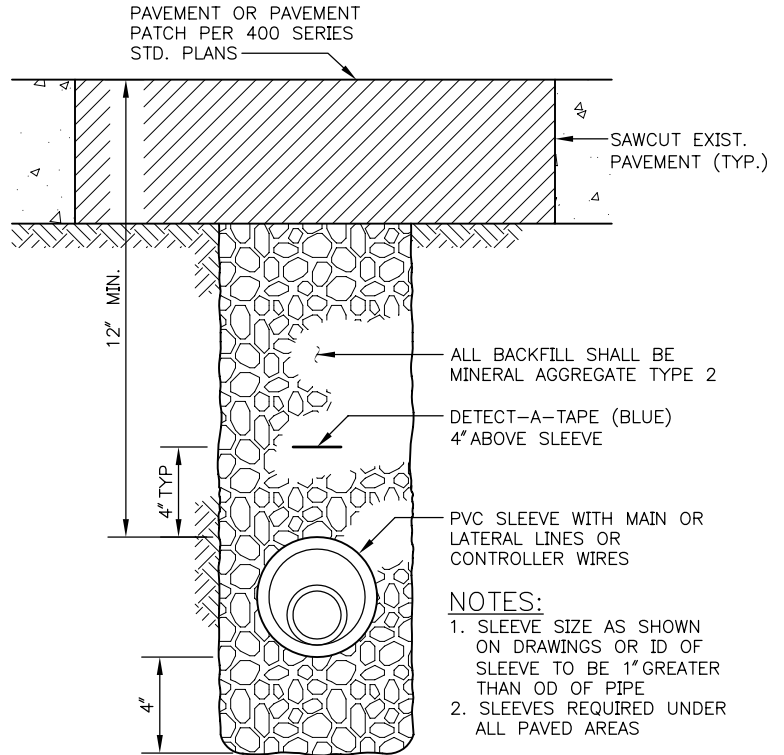 PAVEMENT OR PAVEMENT
PATCH PER 400 SERIES
STD. PLANS
SAWCUT EXIST.
PAVEMENT (TYP.)
12" MIN.
ALL BACKFILL SHALL BE
MINERAL AGGREGATE TYPE 2
DETECT-A-TAPE (BLUE)
4" ABOVE SLEEVE
4" TYP
PVC SLEEVE WITH MAIN OR
LATERAL LINES OR
CONTROLLER WIRES
NOTES:
1. SLEEVE SIZE AS SHOWN
ON DRAWINGS OR ID OF
SLEEVE TO BE 1" GREATER
THAN OD OF PIPE
2. SLEEVES REQUIRED UNDER
ALL PAVED AREAS
4"